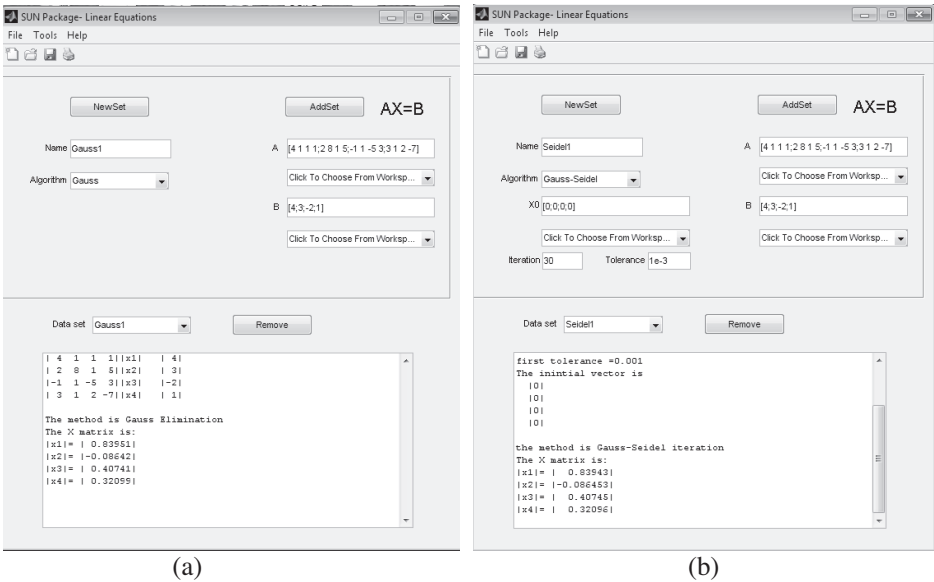 SUN Package- Linear Equations
File Tools Help
NewSet
AddSet
AX=B
Name Gauss1
A [4 1 1 1;2 8 1 5;-1 1 -5 3;3 1 2 -7]
Algorithm Gauss
Click To Choose From Worksp...
B [4;3;-2;1]
Click To Choose From Worksp...
Data set Gauss1
Remove
| 4 1 1 1||x1| | 4|
| 2 8 1 5||x2| | 3|
|-1 1 -5 3||x3| |-2|
| 3 1 2 -7||x4| | 1|
The method is Gauss Elimination
The X matrix is:
|x1|= | 0.83951|
|x2|= |-0.08642|
|x3|= | 0.40741|
|x4|= | 0.32099|
(a)
SUN Package- Linear Equations
File Tools Help
NewSet
AddSet
AX=B
Name Seidel1
A [4 1 1 1;2 8 1 5;-1 1 -5 3;3 1 2 -7]
Algorithm Gauss-Seidel
Click To Choose From Worksp...
X0 [0;0;0;0]
B [4;3;-2;1]
Click To Choose From Worksp...
Click To Choose From Worksp...
Iteration 30 Tolerance 1e-3
Data set Seidel1
Remove
first tolerance =0.001
The inintial vector is
|0|
|0|
|0|
|0|
the method is Gauss-Seidel iteration
The X matrix is:
|x1|= | 0.83943|
|x2|= |-0.086453|
|x3|= | 0.40745|
|x4|= | 0.32096|
(b)